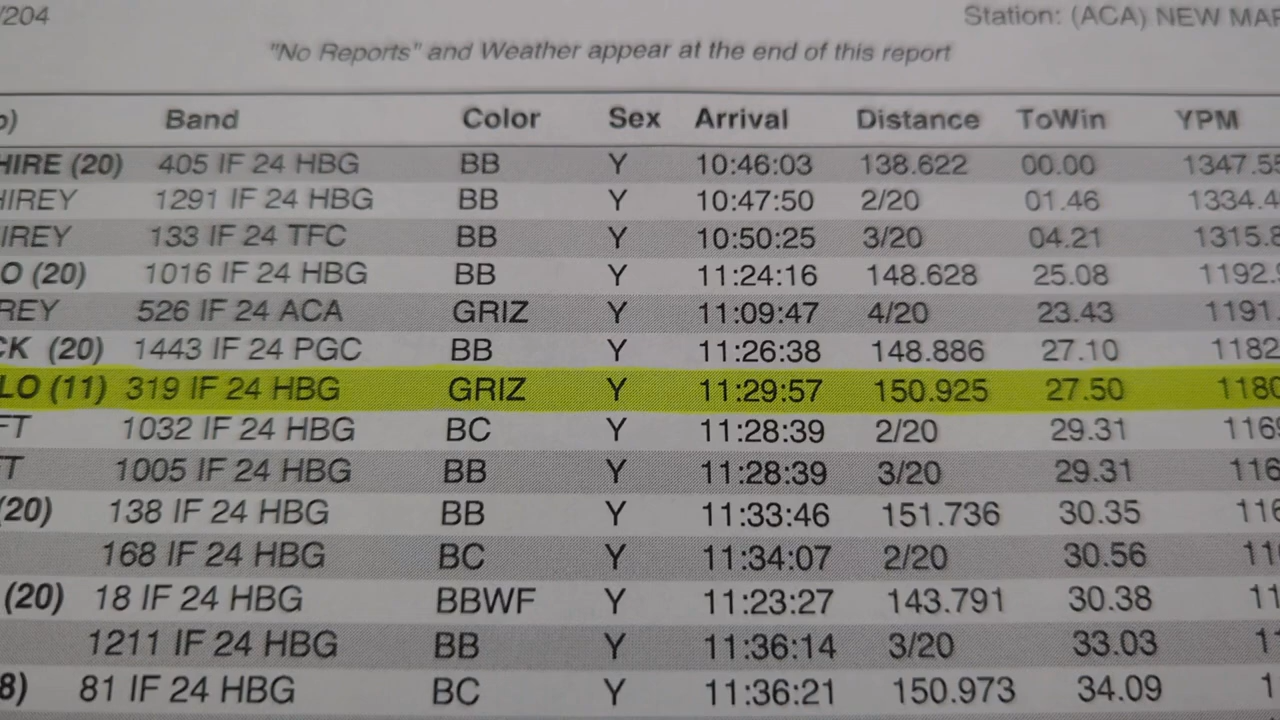 /204 Station: (ACA) NEW MAR
"No Reports" and Weather appear at the end of this report
o) Band Color Sex Arrival Distance ToWin YPM
HIRE (20) 405 IF 24 HBG BB Y 10:46:03 138.622 00.00 1347.55
HIREY 1291 IF 24 HBG BB Y 10:47:50 2/20 01.46 1334.4
IREY 133 IF 24 TFC BB Y 10:50:25 3/20 04.21 1315.8
O (20) 1016 IF 24 HBG BB Y 11:24:16 148.628 25.08 1192.9
REY 526 IF 24 ACA GRIZ Y 11:09:47 4/20 23.43 1191.
CK (20) 1443 IF 24 PGC BB Y 11:26:38 148.886 27.10 1182
LO (11) 319 IF 24 HBG GRIZ Y 11:29:57 150.925 27.50 1180
FT 1032 IF 24 HBG BC Y 11:28:39 2/20 29.31 1169
T 1005 IF 24 HBG BB Y 11:28:39 3/20 29.31 116
(20) 138 IF 24 HBG BB Y 11:33:46 151.736 30.35 116
168 IF 24 HBG BC Y 11:34:07 2/20 30.56 11
(20) 18 IF 24 HBG BBWF Y 11:23:27 143.791 30.38 11
1211 IF 24 HBG BB Y 11:36:14 3/20 33.03 1
8) 81 IF 24 HBG BC Y 11:36:21 150.973 34.09 1